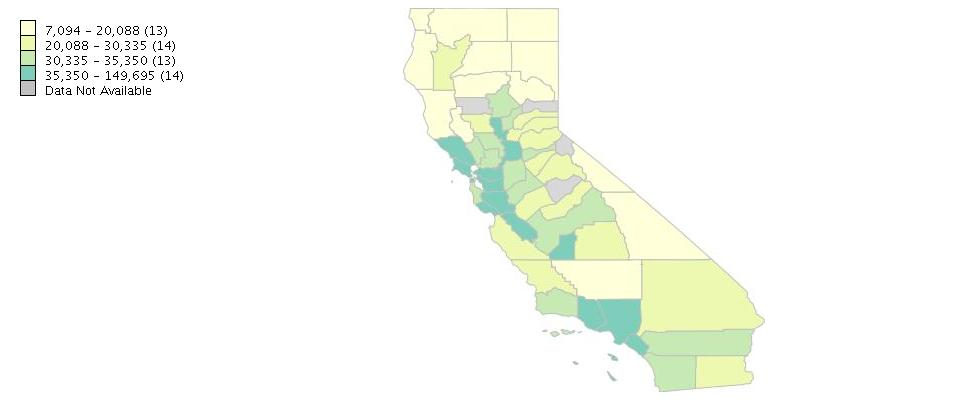 7,094 – 20,088 (13)
20,088 – 30,335 (14)
30,335 – 35,350 (13)
35,350 – 149,695 (14)
Data Not Available